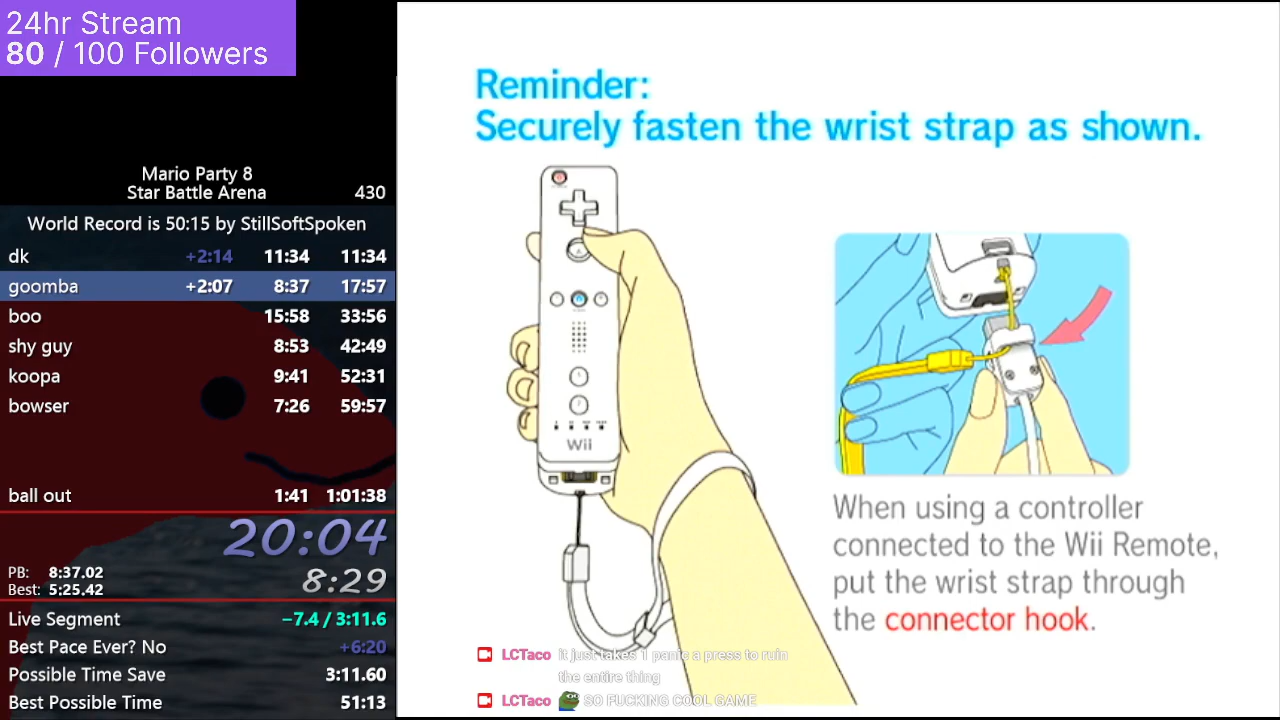 24hr Stream
80 / 100 Followers
Mario Party 8
Star Battle Arena 430
World Record is 50:15 by StillSoftSpoken
dk +2:14 11:34 11:34
goomba +2:07 8:37 17:57
boo 15:58 33:56
shy guy 8:53 42:49
koopa 9:41 52:31
bowser 7:26 59:57
ball out 1:41 1:01:38
20:04
PB: 8:37.02
Best: 5:25.42
8:29
Live Segment −7.4 / 3:11.6
Best Pace Ever? No +6:20
Possible Time Save 3:11.60
Best Possible Time 51:13
Reminder:
Securely fasten the wrist strap as shown.
Wii
When using a controller
connected to the Wii Remote,
put the wrist strap through
the connector hook.
LCTaco it just takes 1 panic a press to ruin
the entire thing
LCTaco SO FUCKING COOL GAME